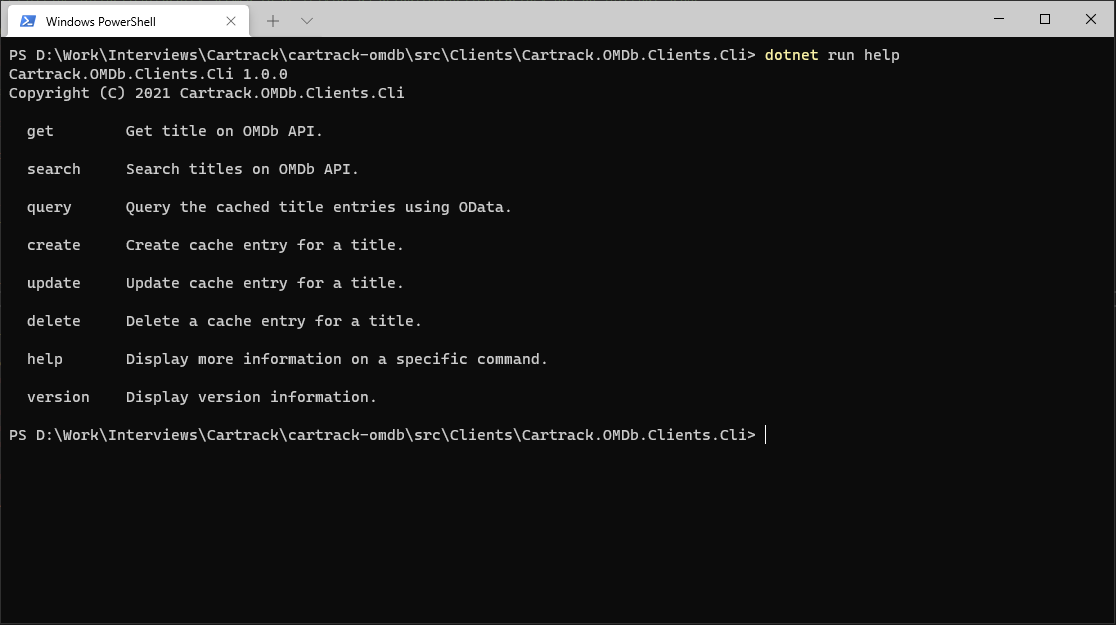 Windows PowerShell
PS D:\Work\Interviews\Cartrack\cartrack-omdb\src\Clients\Cartrack.OMDb.Clients.Cli> dotnet run help
Cartrack.OMDb.Clients.Cli 1.0.0
Copyright (C) 2021 Cartrack.OMDb.Clients.Cli
get Get title on OMDb API.
search Search titles on OMDb API.
query Query the cached title entries using OData.
create Create cache entry for a title.
update Update cache entry for a title.
delete Delete a cache entry for a title.
help Display more information on a specific command.
version Display version information.
PS D:\Work\Interviews\Cartrack\cartrack-omdb\src\Clients\Cartrack.OMDb.Clients.Cli>